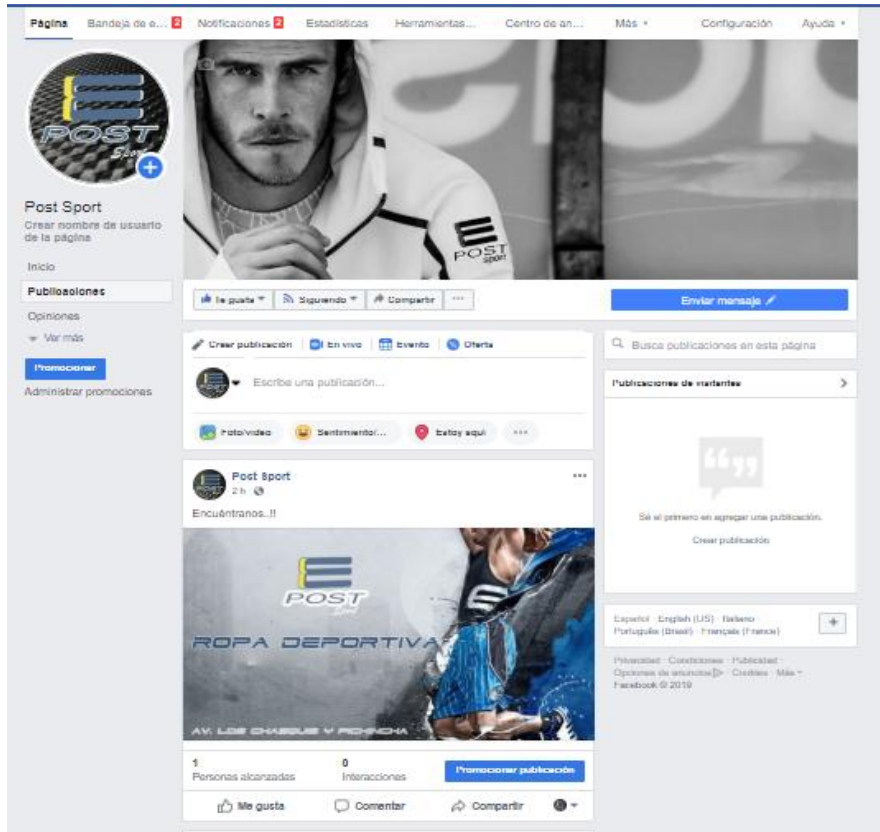 Página Bandeja de e... 2 Notificaciones 2 Estadísticas Herramientas... Centro de an... Más Configuración Ayuda
POST
Sport
Post Sport
Crear nombre de usuario
de la página
Inicio
Publicaciones
Opiniones
Ver más
Promocionar
Administrar promociones
POST
Sport
Te gusta Siguiendo Compartir ...
Enviar mensaje
Crear publicación En vivo Evento Oferta
Escribe una publicación...
Foto/video Sentimiento/... Estoy aquí ...
Post Sport
2 h
Encuéntranos..!!
POST
Sport
ROPA DEPORTIVA
AV. LOS CHASQUIS Y PICHINCHA
1
Personas alcanzadas
0
Interacciones
Promocionar publicación
Me gusta Comentar Compartir
Busca publicaciones en esta página
Publicaciones de visitantes
Sé el primero en agregar una publicación.
Crear publicación
Español · English (US) · Italiano
Português (Brasil) · Français (France)
Privacidad · Condiciones · Publicidad ·
Opciones de anuncios · Cookies · Más
Facebook © 2019